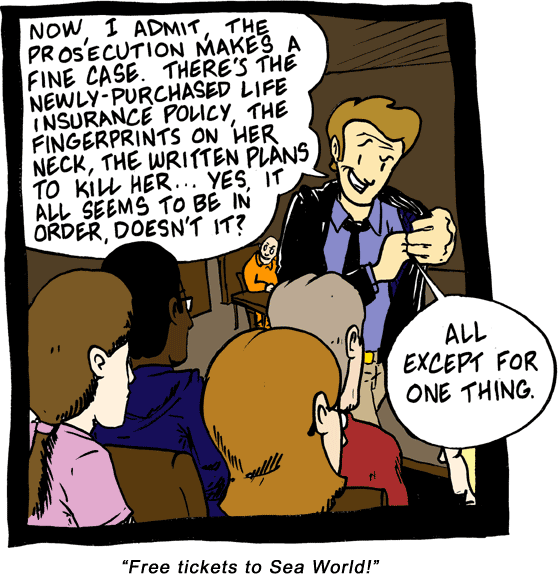 NOW, I ADMIT, THE
PROSECUTION MAKES A
FINE CASE. THERE'S THE
NEWLY-PURCHASED LIFE
INSURANCE POLICY, THE
FINGERPRINTS ON HER
NECK, THE WRITTEN PLANS
TO KILL HER... YES, IT
ALL SEEMS TO BE IN
ORDER, DOESN'T IT?
ALL
EXCEPT FOR
ONE THING.
“Free tickets to Sea World!”